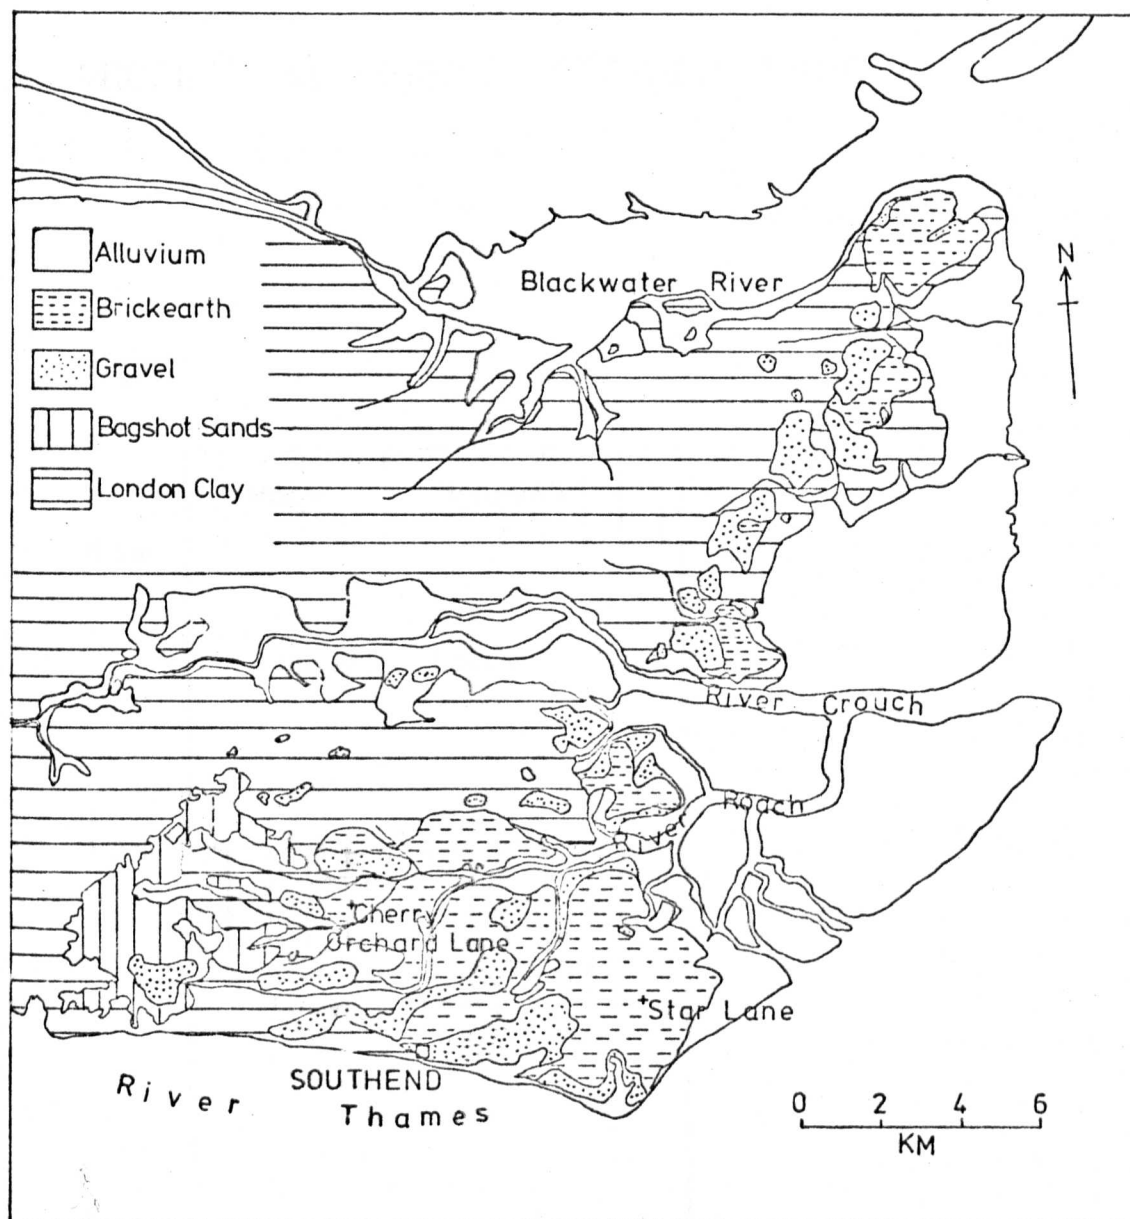 Alluvium
Brickearth
Gravel
Bagshot Sands
London Clay
Blackwater River
N
River Crouch
River Roach
Cherry
Orchard Lane
Star Lane
SOUTHEND
River Thames
0 2 4 6
KM